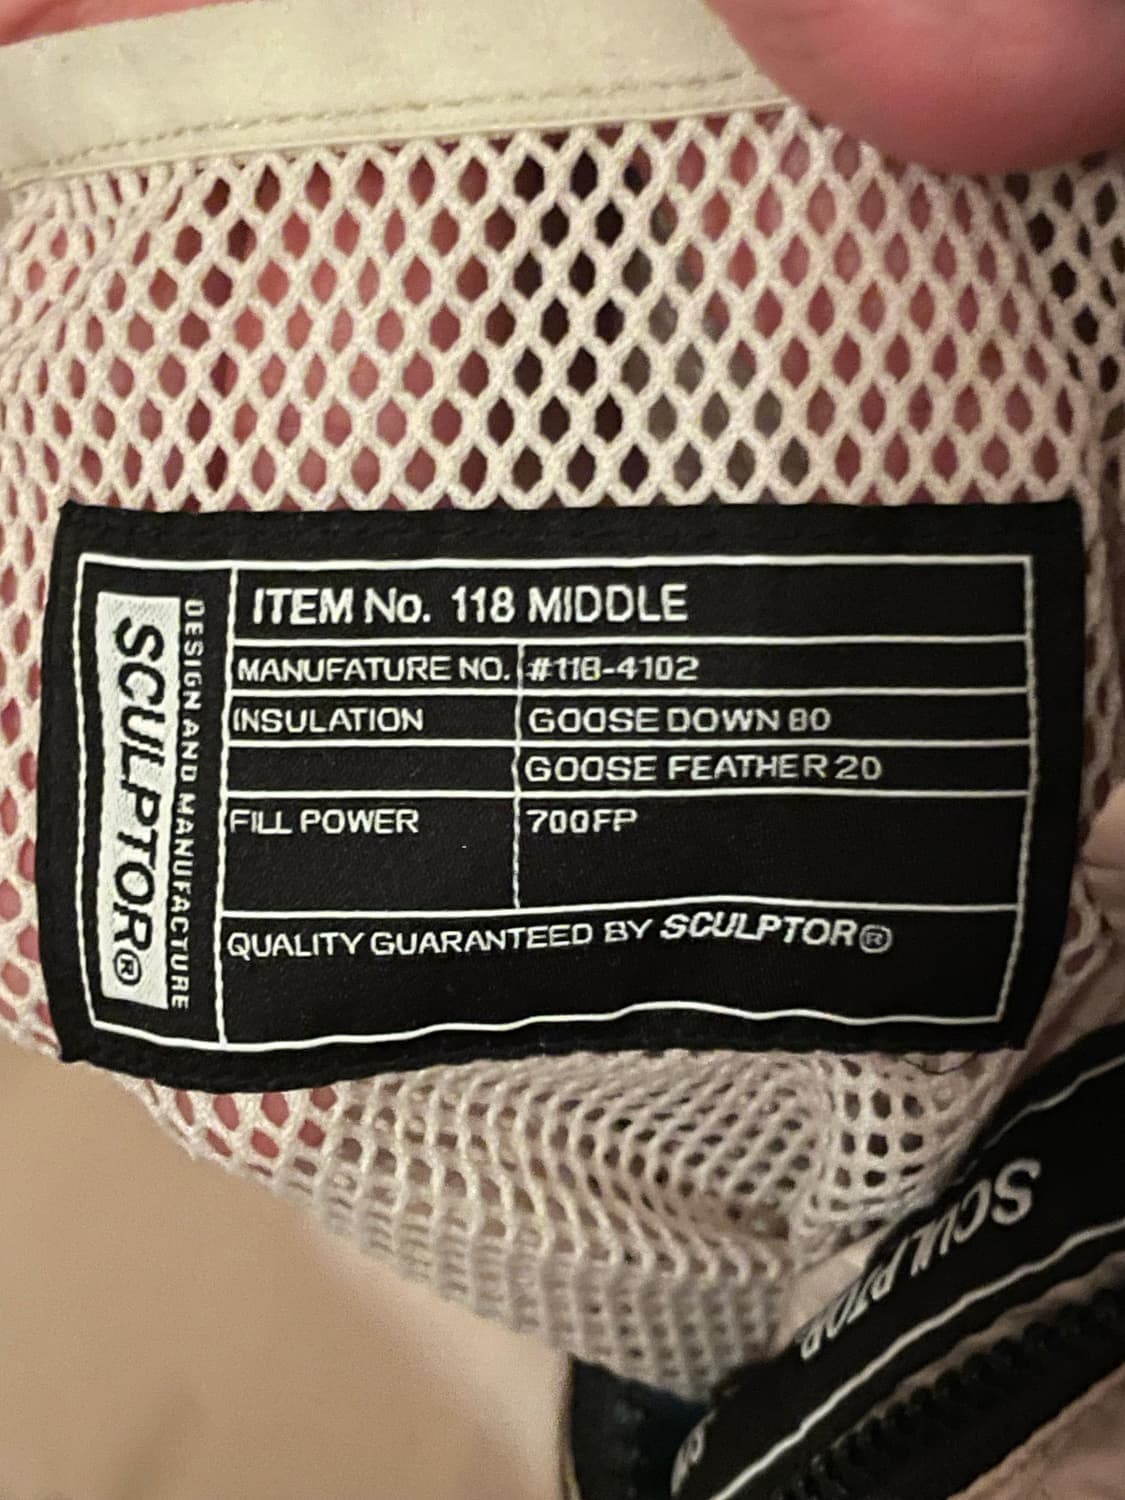 ITEM No. 118 MIDDLE
MANUFATURE NO. #118-4102
INSULATION GOOSE DOWN 80
GOOSE FEATHER 20
FILL POWER 700FP
QUALITY GUARANTEED BY SCULPTOR®
SCULPTOR®
DESIGN AND MANUFACTURE
SCULPTOR